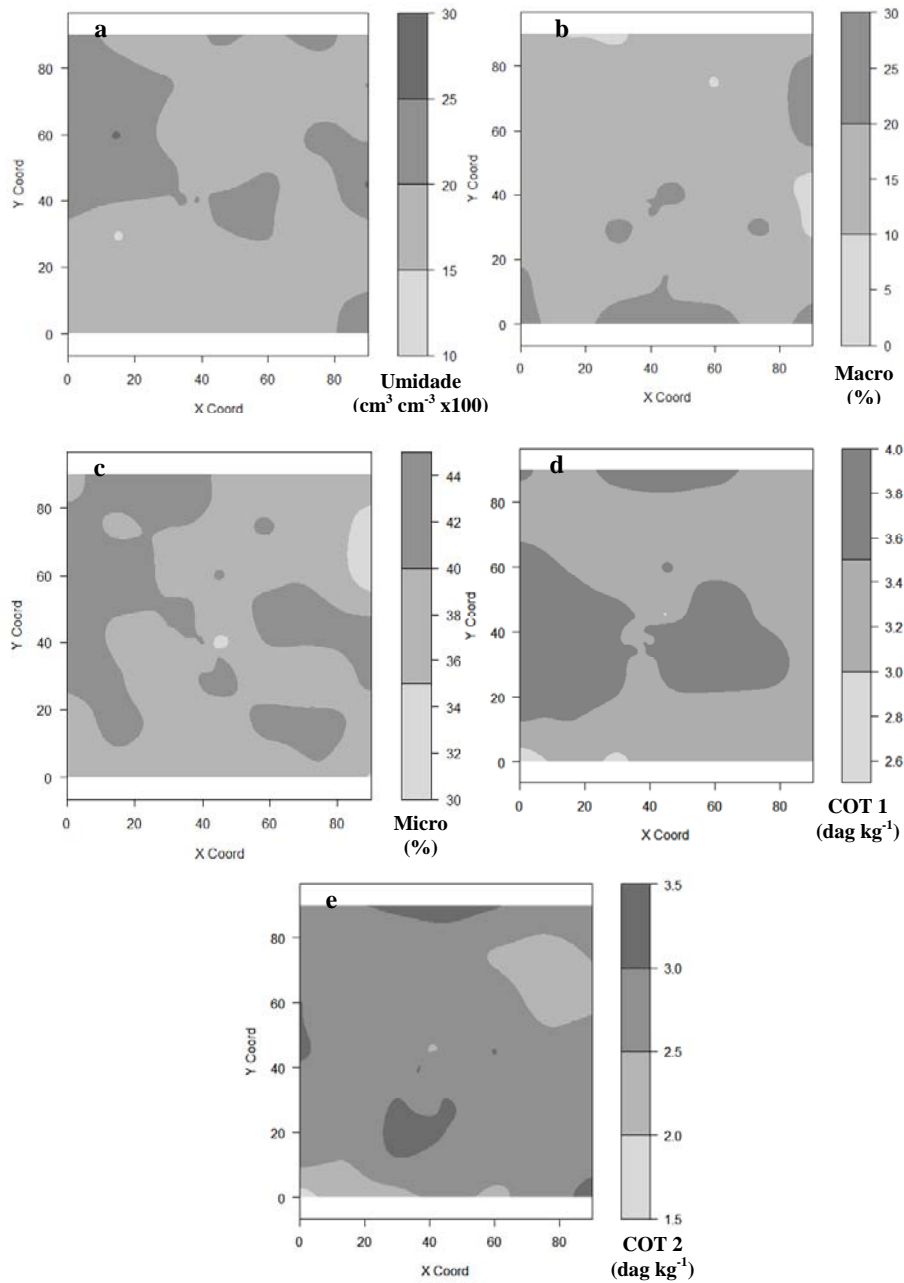 a
Y Coord
80
60
40
20
0
0 20 40 60 80
X Coord
30
25
20
15
10
Umidade
(cm³ cm⁻³ x100)
b
Y Coord
80
60
40
20
0
0 20 40 60 80
X Coord
30
25
20
15
10
5
0
Macro
(%)
c
Y Coord
80
60
40
20
0
0 20 40 60 80
X Coord
44
42
40
38
36
34
32
30
Micro
(%)
d
Y Coord
80
60
40
20
0
0 20 40 60 80
X Coord
4.0
3.8
3.6
3.4
3.2
3.0
2.8
2.6
COT 1
(dag kg⁻¹)
e
Y Coord
80
60
40
20
0
0 20 40 60 80
X Coord
3.5
3.0
2.5
2.0
1.5
COT 2
(dag kg⁻¹)